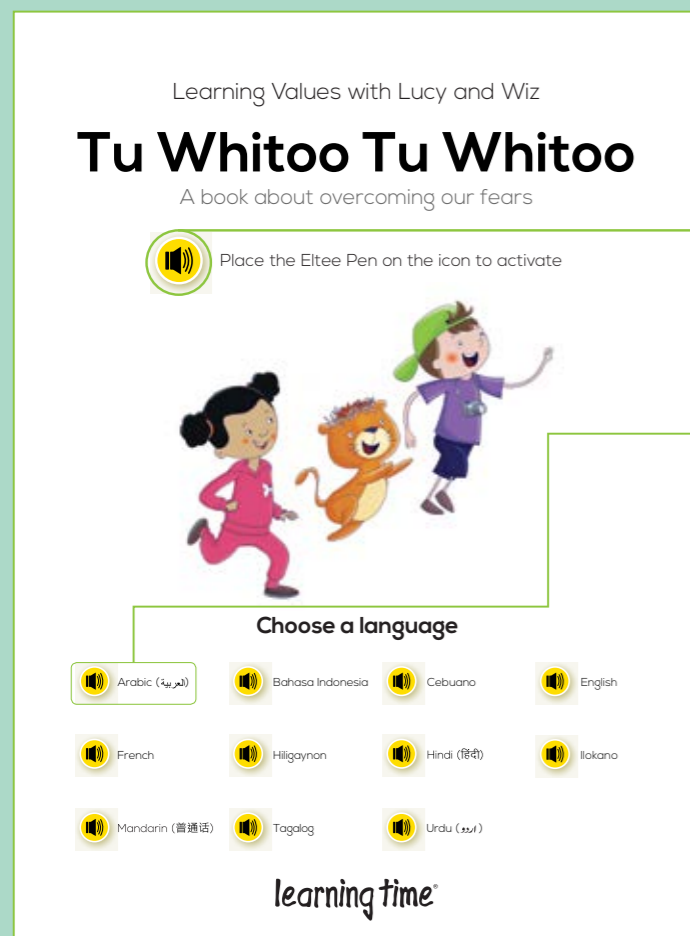 Learning Values with Lucy and Wiz
Tu Whitoo Tu Whitoo
A book about overcoming our fears
Place the Eltee Pen on the icon to activate
Choose a language
Arabic (العربية) Bahasa Indonesia Cebuano English
French Hiligaynon Hindi (हिंदी) Ilokano
Mandarin (普通话) Tagalog Urdu (اردو)
learning time®